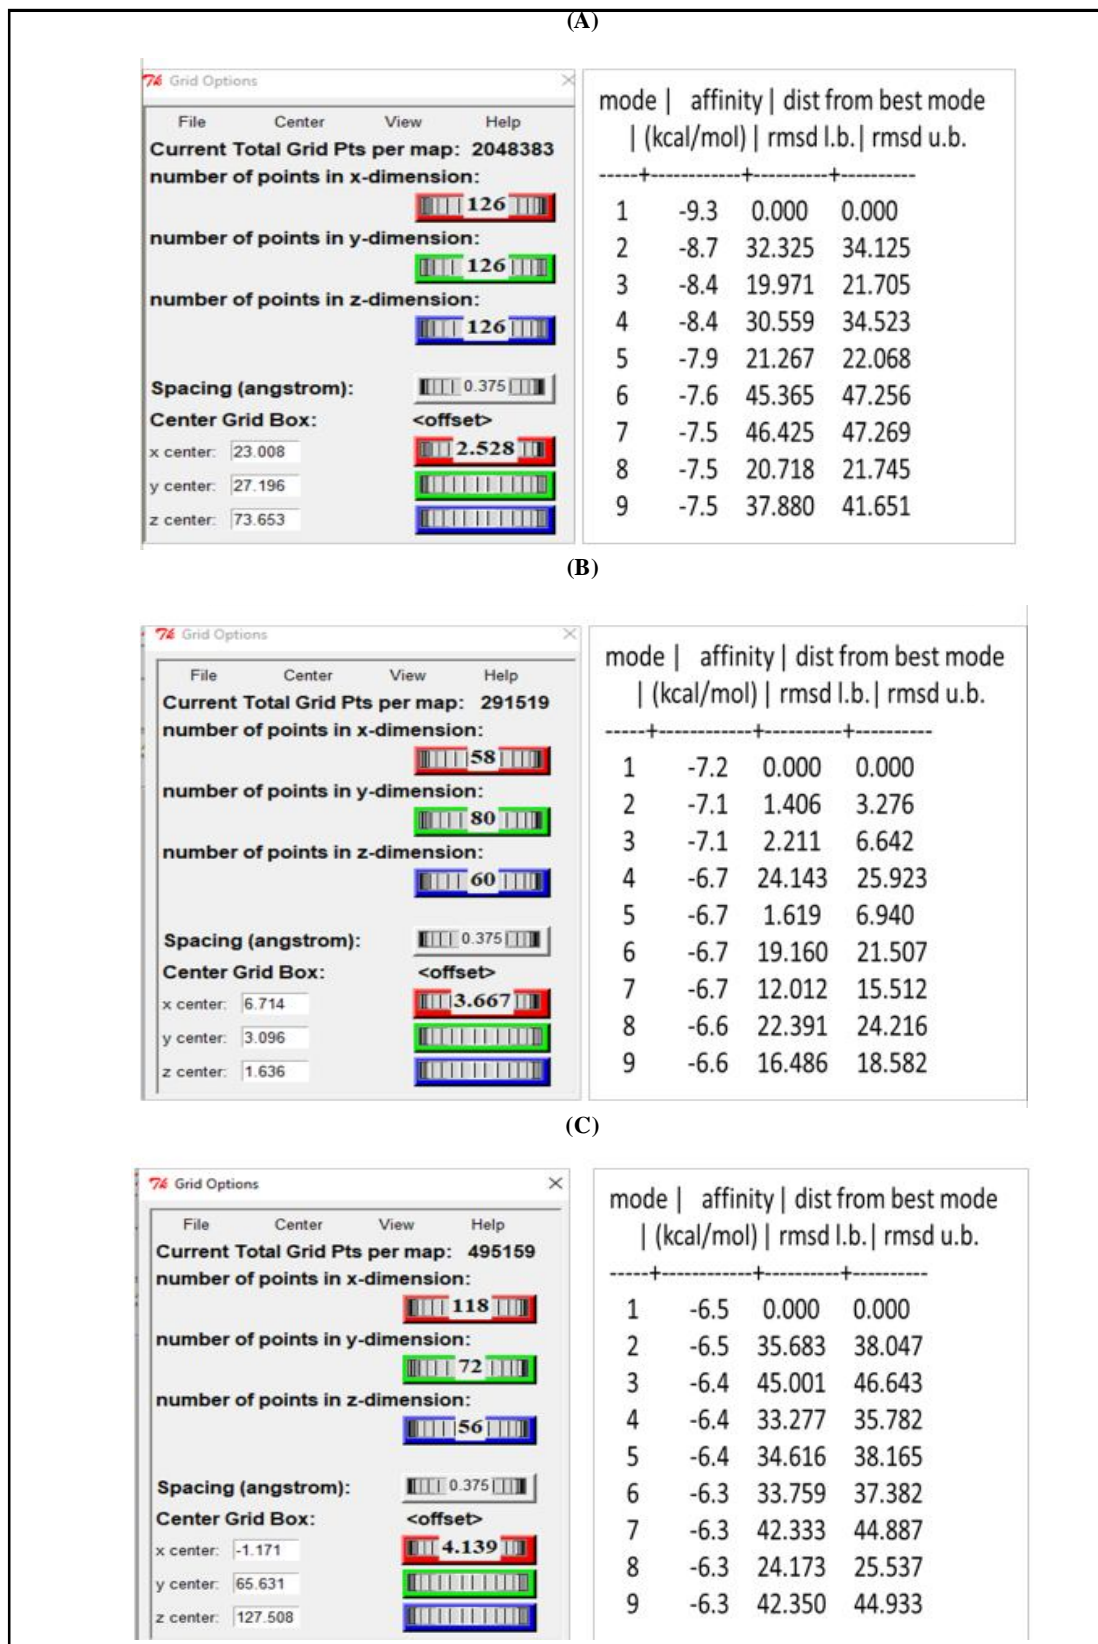 (A)
Grid Options
File Center View Help
Current Total Grid Pts per map: 2048383
number of points in x-dimension:
126
number of points in y-dimension:
126
number of points in z-dimension:
126
Spacing (angstrom): 0.375
Center Grid Box: <offset>
x center: 23.008 2.528
y center: 27.196
z center: 73.653
mode | affinity | dist from best mode
| (kcal/mol) | rmsd l.b.| rmsd u.b.
-----+------------+----------+----------
1 -9.3 0.000 0.000
2 -8.7 32.325 34.125
3 -8.4 19.971 21.705
4 -8.4 30.559 34.523
5 -7.9 21.267 22.068
6 -7.6 45.365 47.256
7 -7.5 46.425 47.269
8 -7.5 20.718 21.745
9 -7.5 37.880 41.651
(B)
Grid Options
File Center View Help
Current Total Grid Pts per map: 291519
number of points in x-dimension:
58
number of points in y-dimension:
80
number of points in z-dimension:
60
Spacing (angstrom): 0.375
Center Grid Box: <offset>
x center: 6.714 3.667
y center: 3.096
z center: 1.636
mode | affinity | dist from best mode
| (kcal/mol) | rmsd l.b.| rmsd u.b.
-----+------------+----------+----------
1 -7.2 0.000 0.000
2 -7.1 1.406 3.276
3 -7.1 2.211 6.642
4 -6.7 24.143 25.923
5 -6.7 1.619 6.940
6 -6.7 19.160 21.507
7 -6.7 12.012 15.512
8 -6.6 22.391 24.216
9 -6.6 16.486 18.582
(C)
Grid Options
File Center View Help
Current Total Grid Pts per map: 495159
number of points in x-dimension:
118
number of points in y-dimension:
72
number of points in z-dimension:
56
Spacing (angstrom): 0.375
Center Grid Box: <offset>
x center: -1.171 4.139
y center: 65.631
z center: 127.508
mode | affinity | dist from best mode
| (kcal/mol) | rmsd l.b.| rmsd u.b.
-----+------------+----------+----------
1 -6.5 0.000 0.000
2 -6.5 35.683 38.047
3 -6.4 45.001 46.643
4 -6.4 33.277 35.782
5 -6.4 34.616 38.165
6 -6.3 33.759 37.382
7 -6.3 42.333 44.887
8 -6.3 24.173 25.537
9 -6.3 42.350 44.933